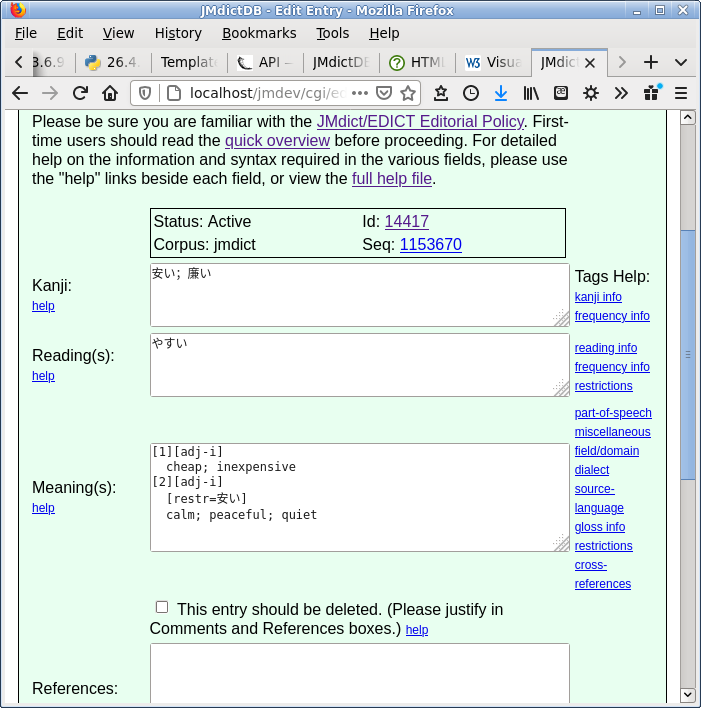 JMdictDB - Edit Entry - Mozilla Firefox
File Edit View History Bookmarks Tools Help
3.6.9 26.4. Template API – JMdictDB HTML W3 Visua JMdict
localhost/jmdev/cgi/ed
Please be sure you are familiar with the JMdict/EDICT Editorial Policy. First-
time users should read the quick overview before proceeding. For detailed
help on the information and syntax required in the various fields, please use
the "help" links beside each field, or view the full help file.
Status: Active Id: 14417
Corpus: jmdict Seq: 1153670
Kanji:
help
安い；廉い
Tags Help:
kanji info
frequency info
Reading(s):
help
やすい
reading info
frequency info
restrictions
Meaning(s):
help
[1][adj-i]
cheap; inexpensive
[2][adj-i]
[restr=安い]
calm; peaceful; quiet
part-of-speech
miscellaneous
field/domain
dialect
source-
language
gloss info
restrictions
cross-
references
This entry should be deleted. (Please justify in
Comments and References boxes.) help
References: